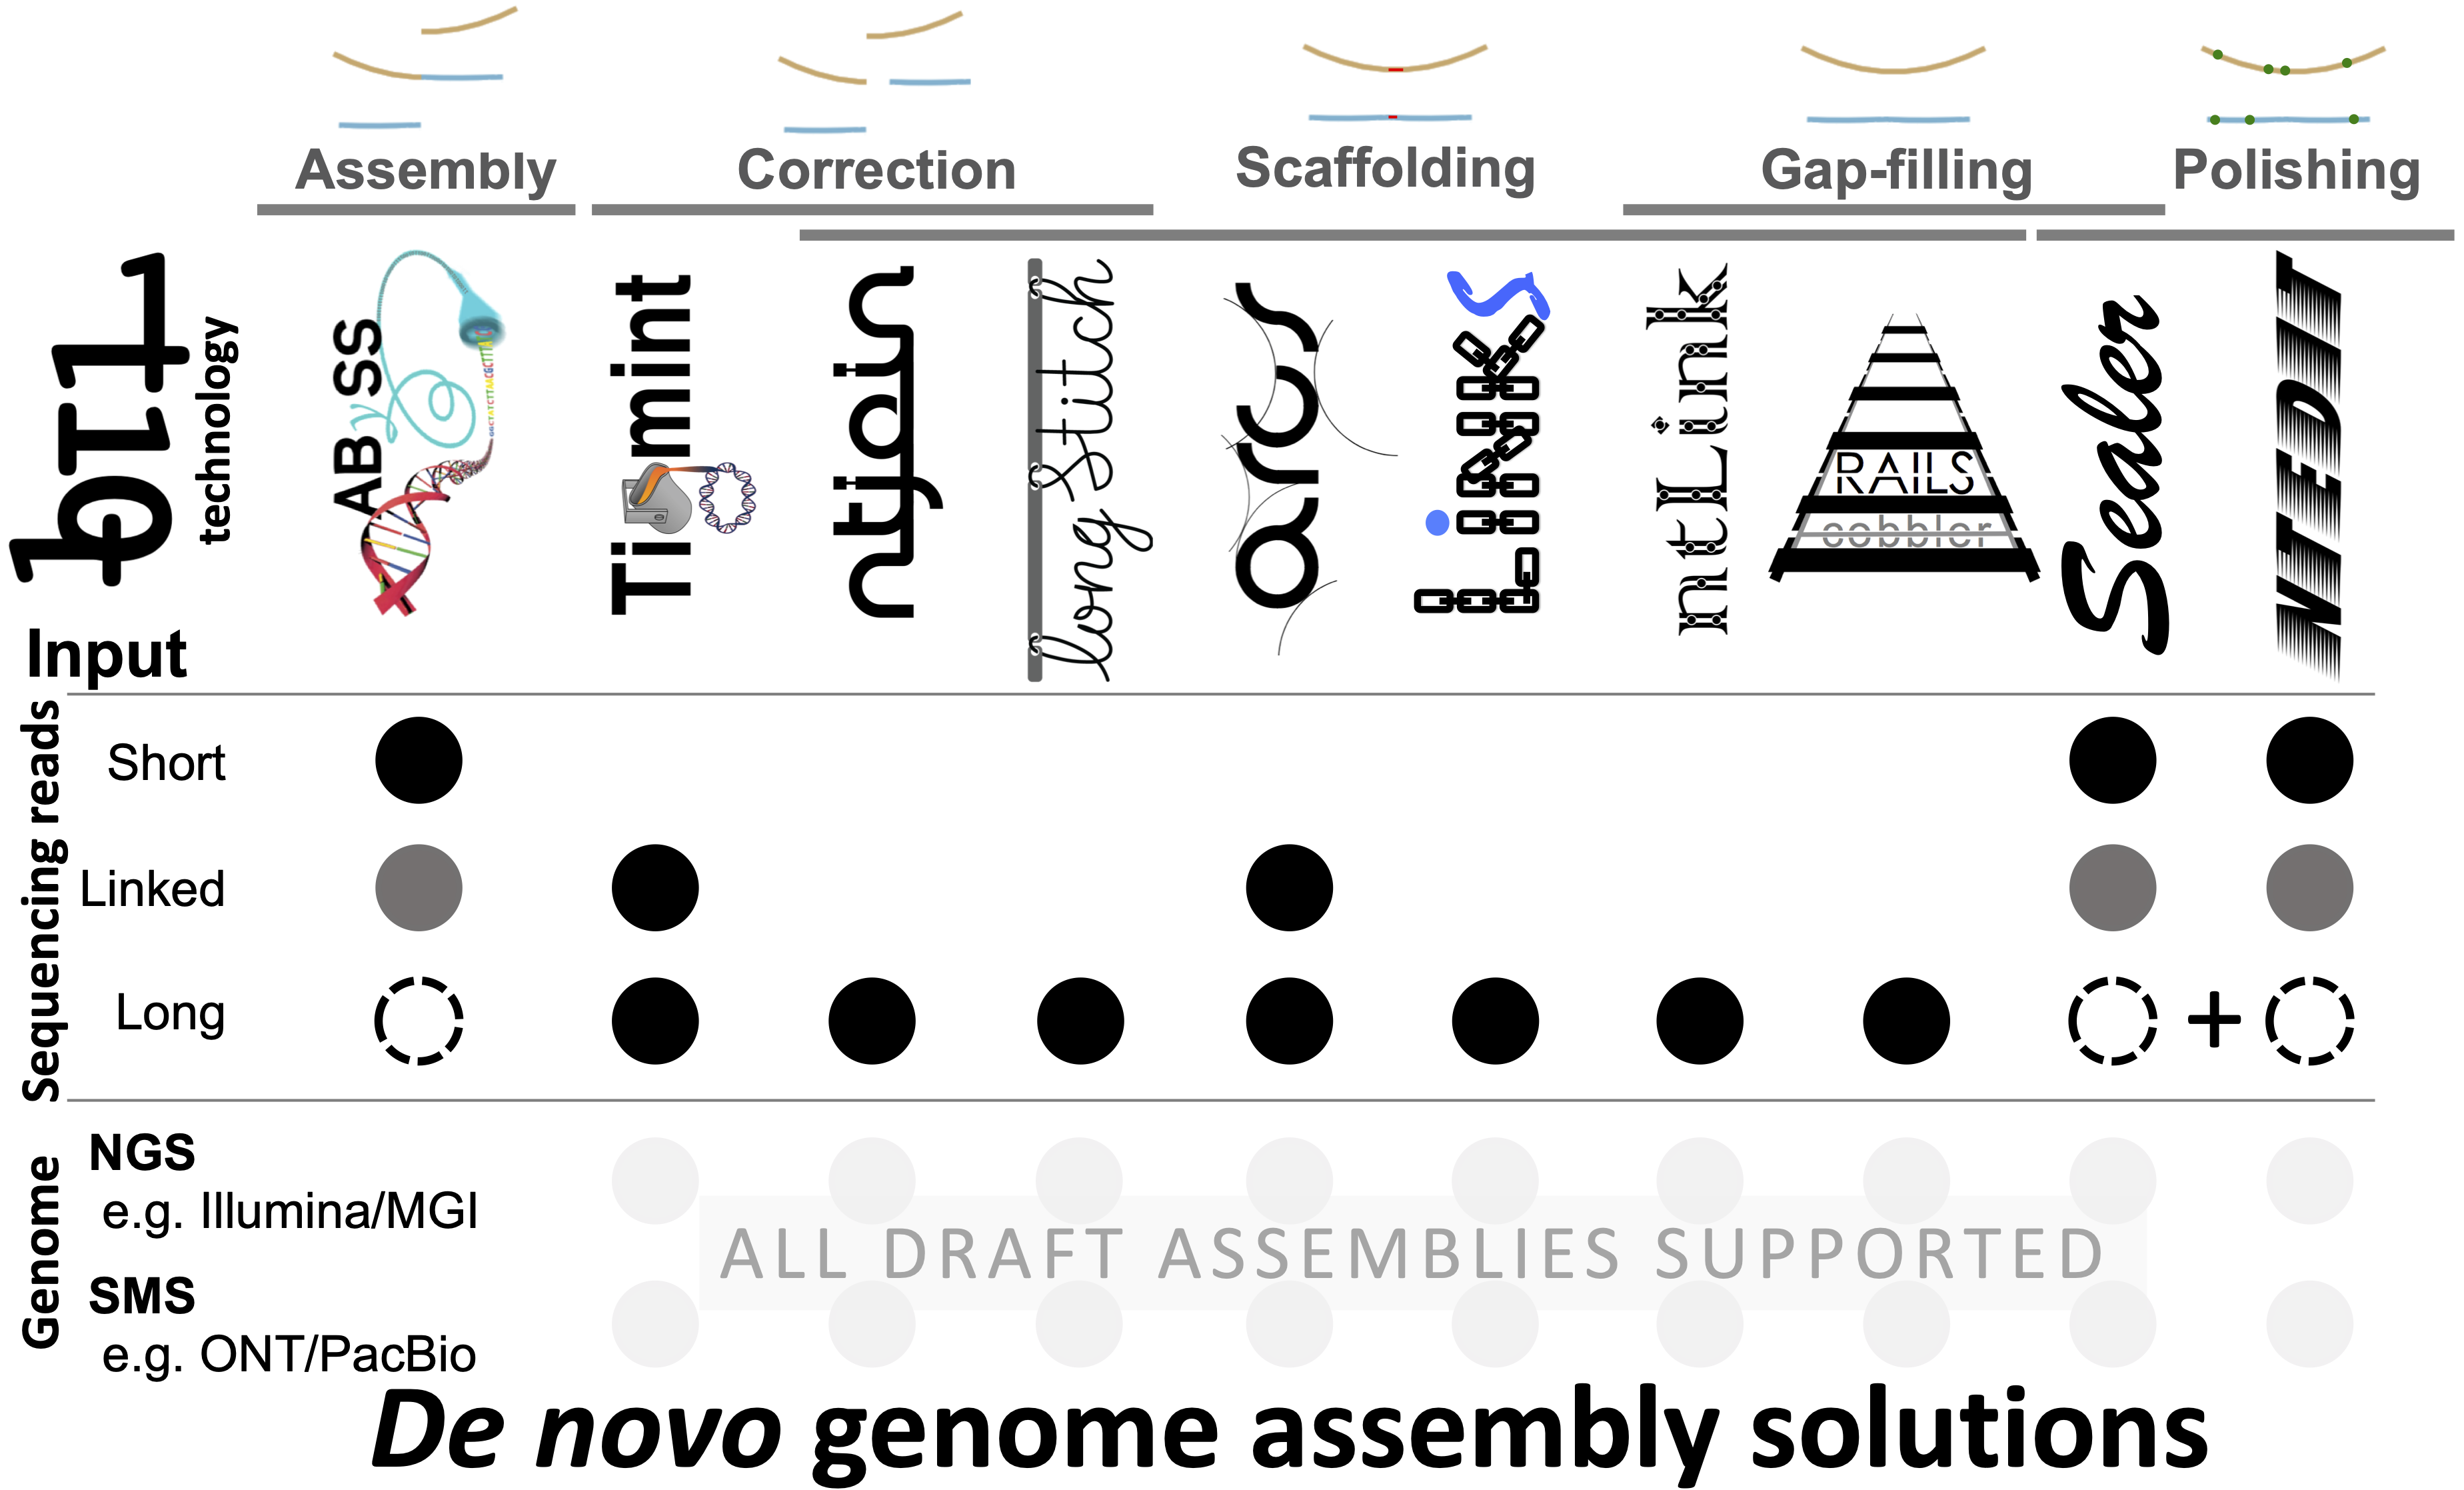 Assembly
Correction
Scaffolding
Gap-filling
Polishing
btl
technology
ABySS
Tigmint
ntJoin
longStitch
arcs
LINKS
ntLink
RAILS
cobbler
Sealer
NTEDIT
Input
Sequencing reads
Short
Linked
Long
+
Genome
NGS
e.g. Illumina/MGI
SMS
e.g. ONT/PacBio
ALL DRAFT ASSEMBLIES SUPPORTED
De novo genome assembly solutions